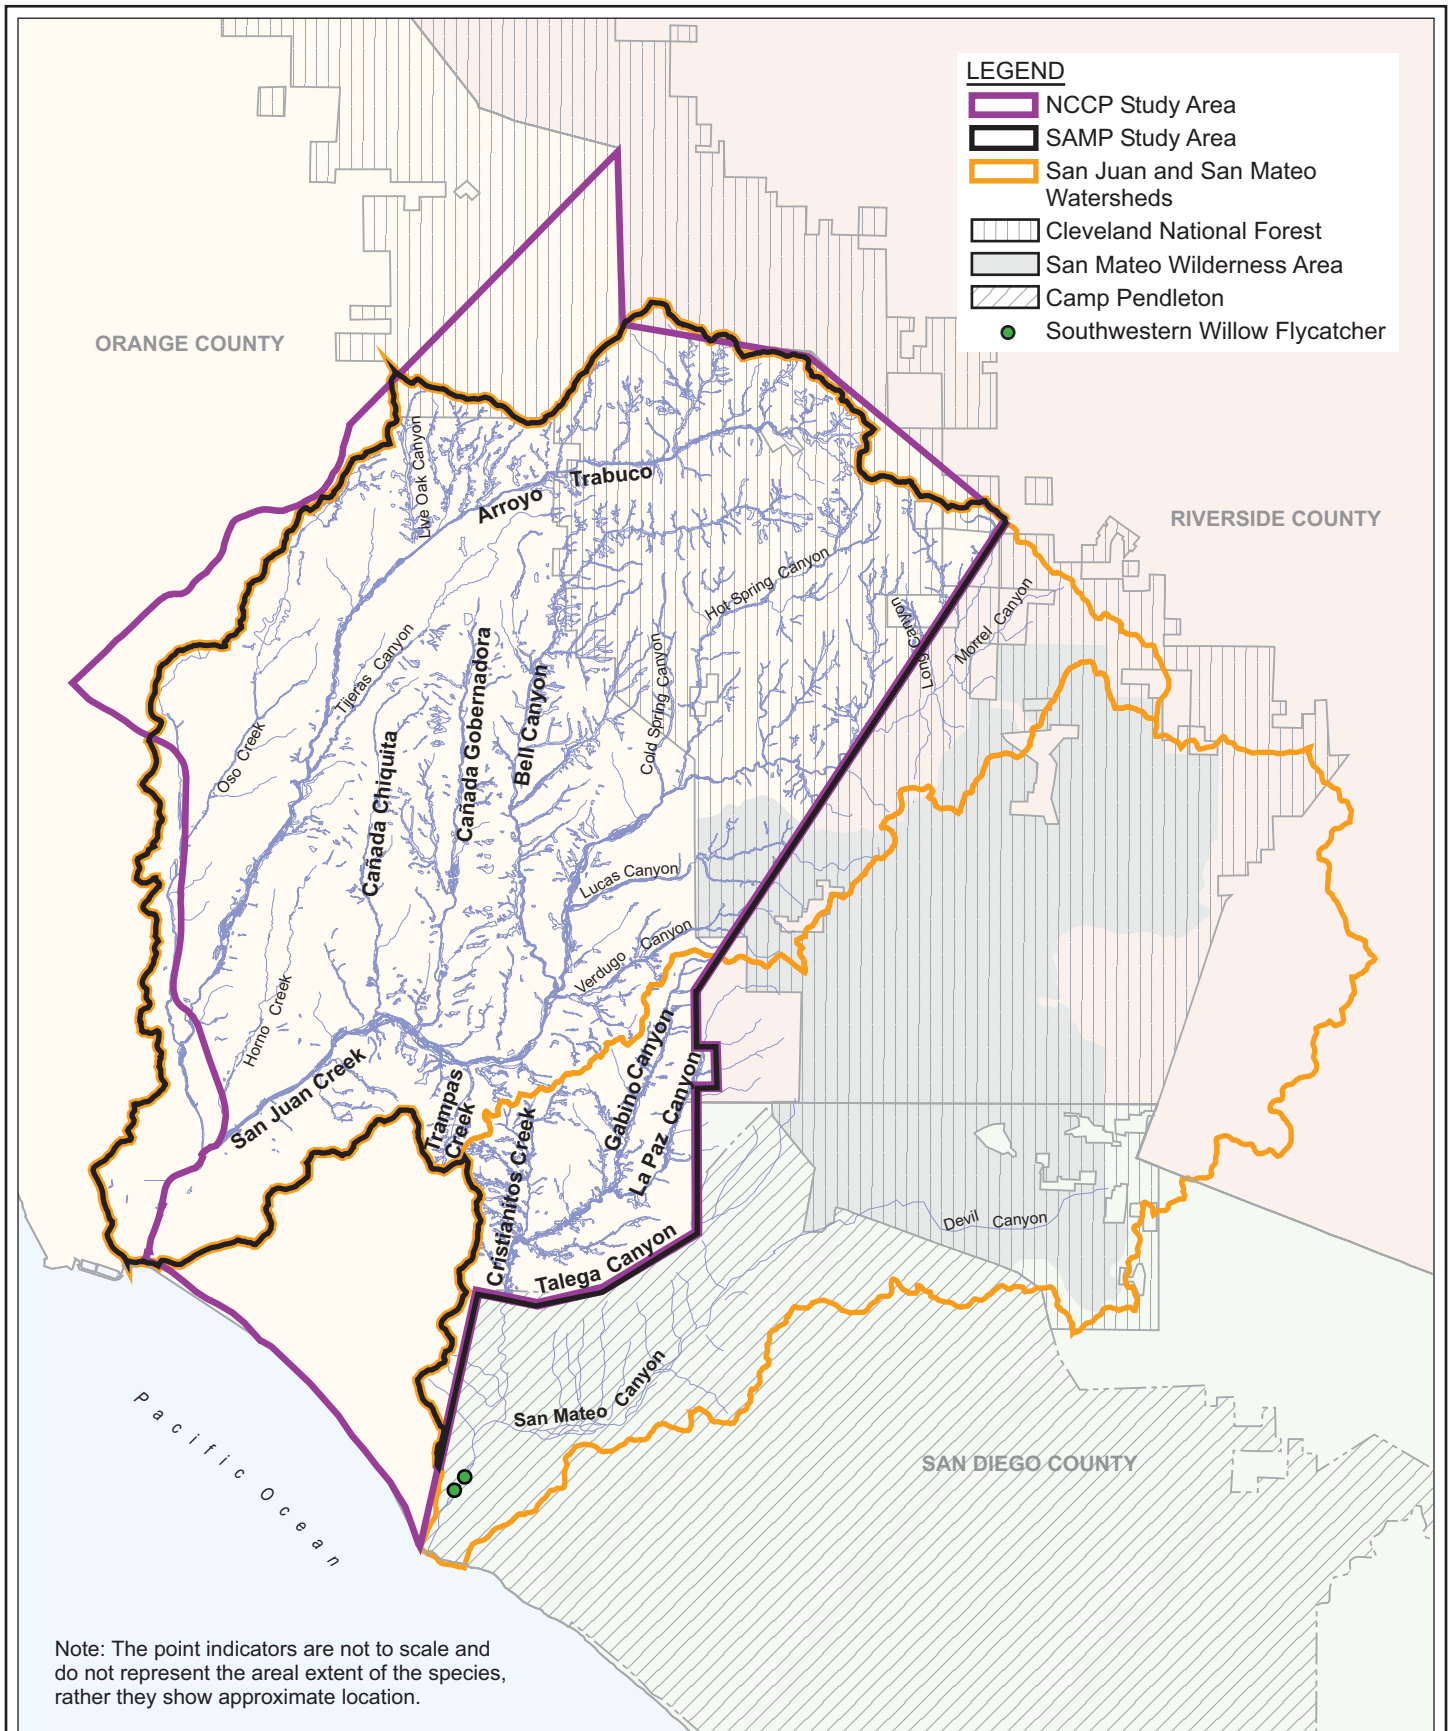 LEGEND
NCCP Study Area
SAMP Study Area
San Juan and San Mateo
Watersheds
Cleveland National Forest
San Mateo Wilderness Area
Camp Pendleton
Southwestern Willow Flycatcher
ORANGE COUNTY
RIVERSIDE COUNTY
Live Oak Canyon
Arroyo Trabuco
Hot Spring Canyon
Long Canyon
Morrel Canyon
Tijeras Canyon
Cañada Gobernadora
Bell Canyon
Cold Spring Canyon
Oso Creek
Cañada Chiquita
Lucas Canyon
Verdugo Canyon
Horno Creek
San Juan Creek
Trampas
Creek
Gabino Canyon
La Paz Canyon
Cristianitos Creek
Talega Canyon
Devil Canyon
San Mateo Canyon
SAN DIEGO COUNTY
Pacific Ocean
Note: The point indicators are not to scale and
do not represent the areal extent of the species,
rather they show approximate location.